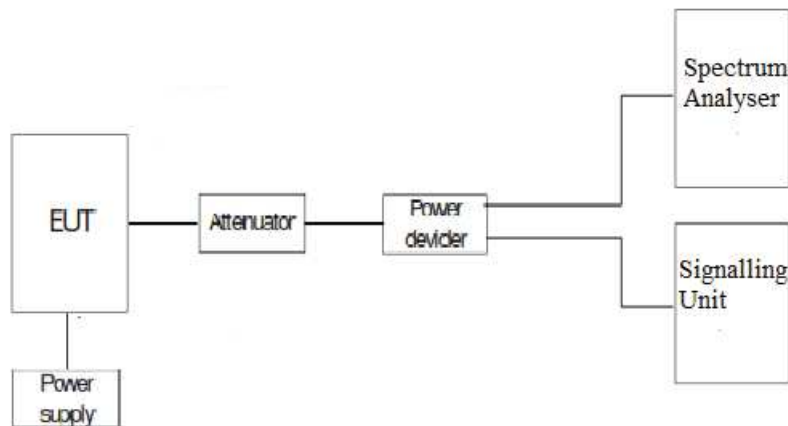 EUT
Power
supply
Attenuator
Power
devider
Spectrum
Analyser
Signalling
Unit